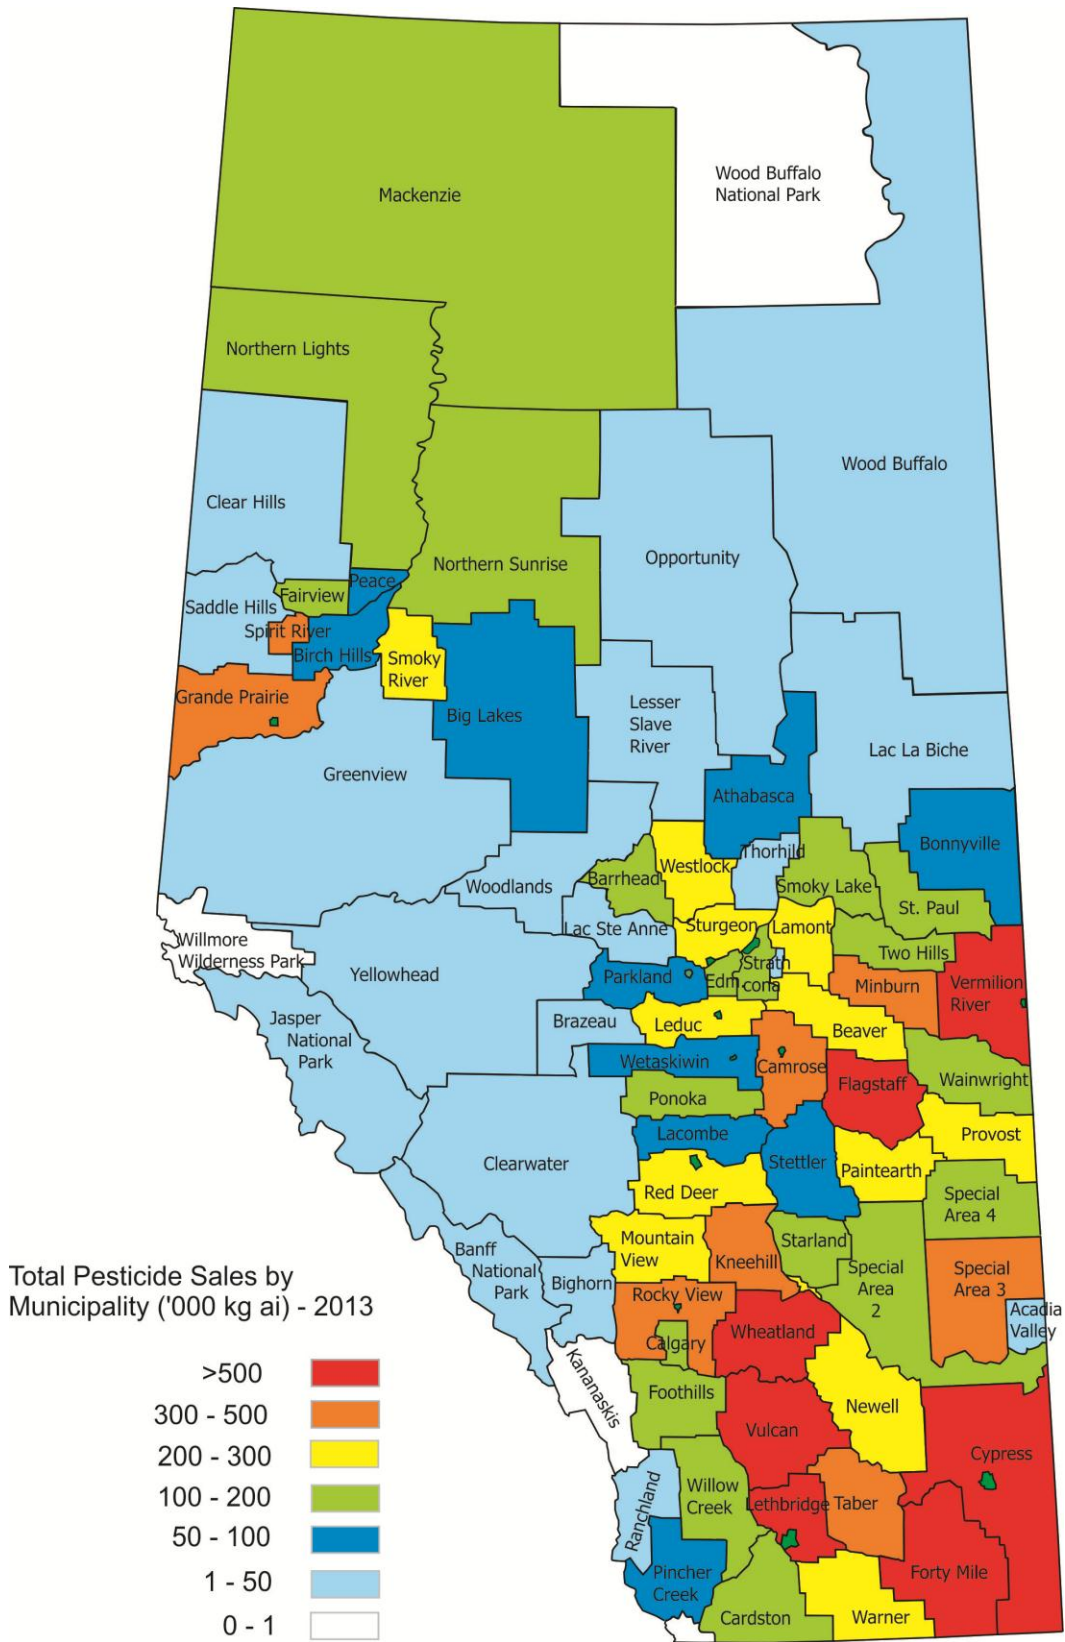 Wood Buffalo
National Park
Mackenzie
Northern Lights
Wood Buffalo
Clear Hills
Opportunity
Northern Sunrise
Peace
Fairview
Saddle Hills
Spirit River
Birch Hills
Smoky
River
Grande Prairie
Lesser
Slave
River
Big Lakes
Lac La Biche
Greenview
Athabasca
Bonnyville
Thorhild
Westlock
Barrhead
Woodlands
Smoky Lake
St. Paul
Lac Ste Anne
Sturgeon
Lamont
Willmore
Wilderness Park
Two Hills
Yellowhead
Strath
.cona
Parkland
Edm.
Minburn
Vermilion
River
Jasper
National
Park
Brazeau
Leduc
Beaver
Wetaskiwin
Camrose
Flagstaff
Wainwright
Ponoka
Lacombe
Provost
Clearwater
Stettler
Paintearth
Red Deer
Special
Area 4
Mountain
View
Starland
Banff
National
Park
Kneehill
Special
Area
2
Special
Area 3
Bighorn
Rocky View
Acadia
Valley
Total Pesticide Sales by
Municipality ('000 kg ai) - 2013
Wheatland
Calgary
Kananaskis
Foothills
Newell
Vulcan
Cypress
>500
300 - 500
200 - 300
100 - 200
50 - 100
1 - 50
0 - 1
Ranchland
Willow
Creek
Lethbridge
Taber
Pincher
Creek
Forty Mile
Cardston
Warner